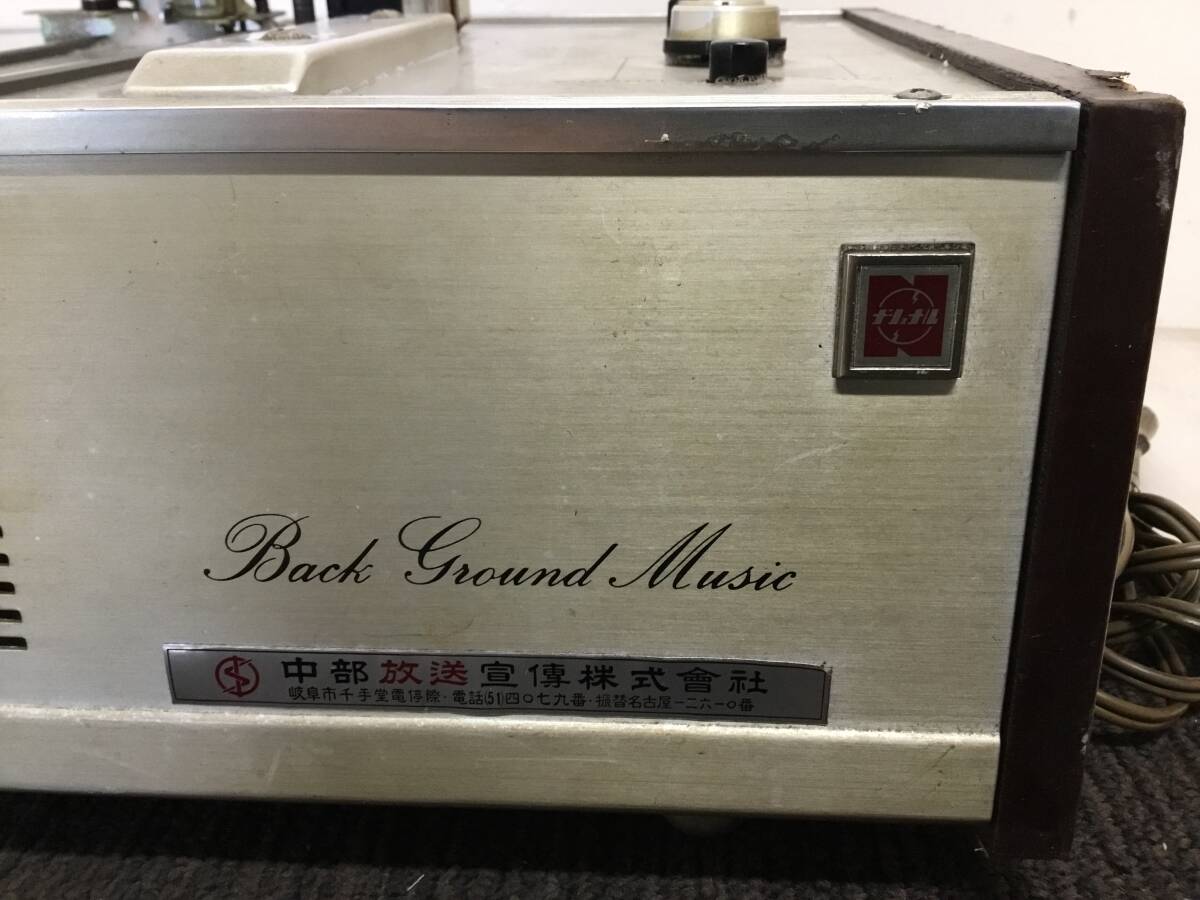 ナショナル
Back Ground Music
中部放送宣傳株式會社
岐阜市千手堂電停際・電話(51)四〇七九番・振替名古屋一二六一〇番